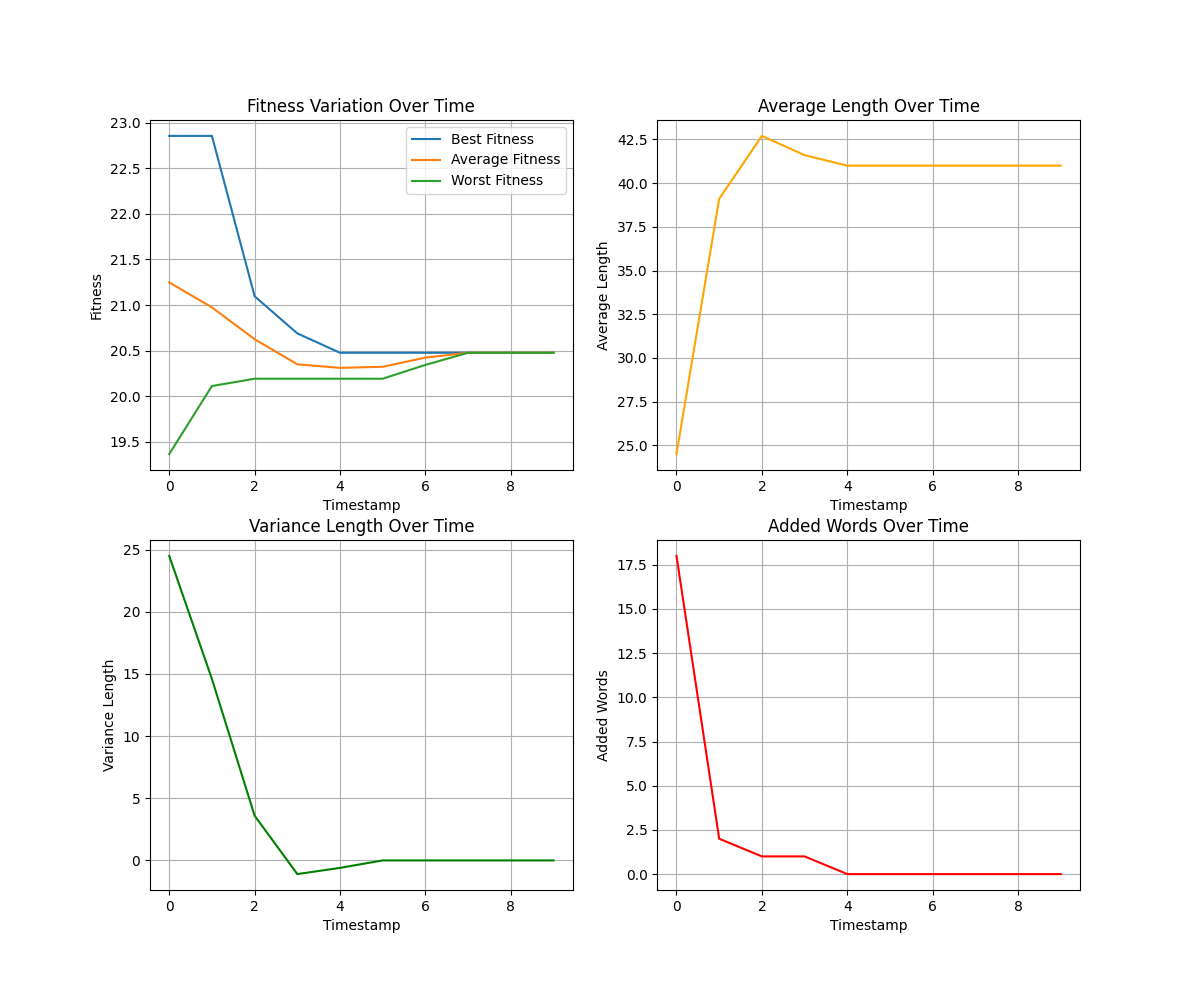 Fitness Variation Over Time
23.0
22.5
22.0
21.5
21.0
20.5
20.0
19.5
Fitness
Best Fitness
Average Fitness
Worst Fitness
0 2 4 6 8
Timestamp
Average Length Over Time
42.5
40.0
37.5
35.0
32.5
30.0
27.5
25.0
Average Length
0 2 4 6 8
Timestamp
Variance Length Over Time
25
20
15
10
5
0
Variance Length
0 2 4 6 8
Timestamp
Added Words Over Time
17.5
15.0
12.5
10.0
7.5
5.0
2.5
0.0
Added Words
0 2 4 6 8
Timestamp